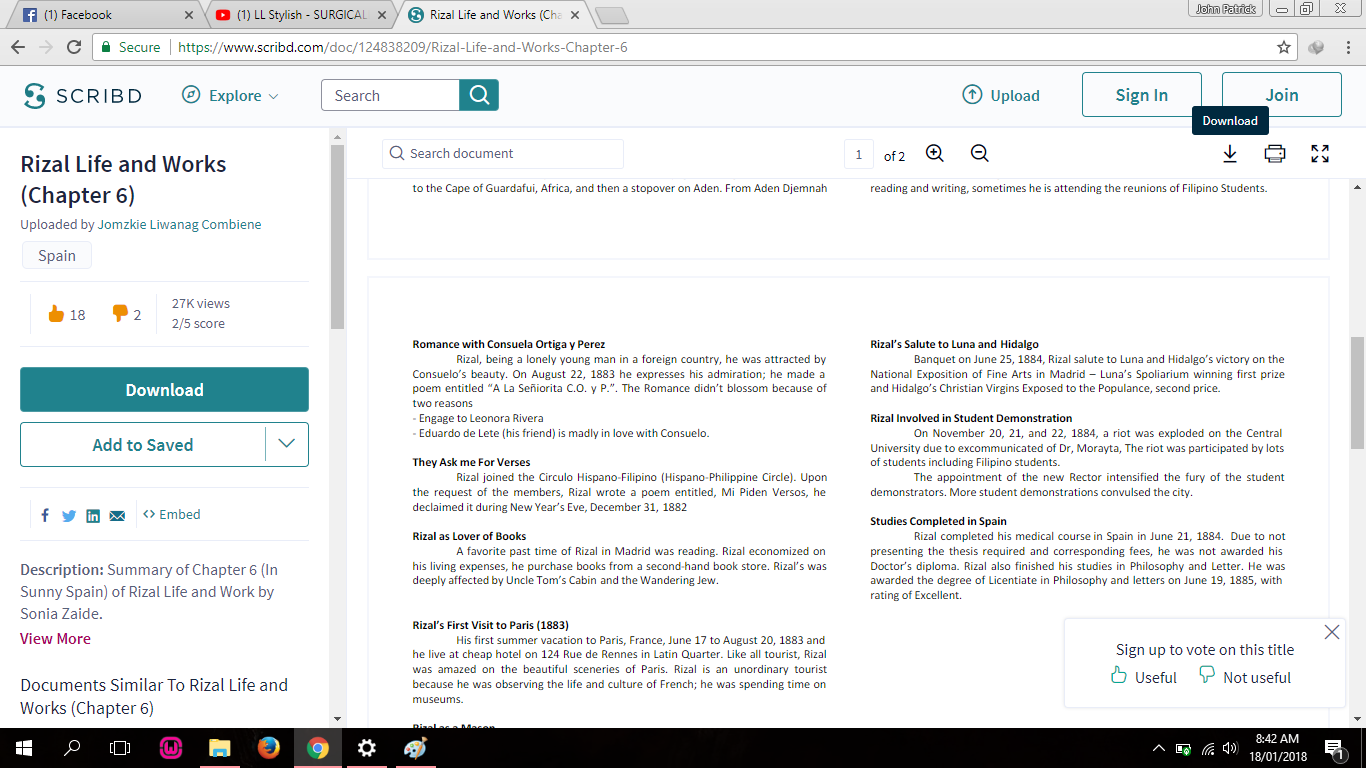 (1) Facebook
(1) LL Stylish - SURGICAL
Rizal Life and Works (Cha
John Patrick
Secure
https://www.scribd.com/doc/124838209/Rizal-Life-and-Works-Chapter-6
SCRIBD
Explore
Search
Upload
Sign In
Join
Download
Rizal Life and Works
(Chapter 6)
Uploaded by Jomzkie Liwanag Combiene
Spain
18
2
27K views
2/5 score
Download
Add to Saved
Embed
Description: Summary of Chapter 6 (In
Sunny Spain) of Rizal Life and Work by
Sonia Zaide.
View More
Documents Similar To Rizal Life and
Works (Chapter 6)
Search document
1 of 2
to the Cape of Guardafui, Africa, and then a stopover on Aden. From Aden Djemnah
reading and writing, sometimes he is attending the reunions of Filipino Students.
Romance with Consuela Ortiga y Perez
Rizal, being a lonely young man in a foreign country, he was attracted by
Consuelo's beauty. On August 22, 1883 he expresses his admiration; he made a
poem entitled "A La Señiorita C.O. y P.". The Romance didn't blossom because of
two reasons
- Engage to Leonora Rivera
- Eduardo de Lete (his friend) is madly in love with Consuelo.
They Ask me For Verses
Rizal joined the Circulo Hispano-Filipino (Hispano-Philippine Circle). Upon
the request of the members, Rizal wrote a poem entitled, Mi Piden Versos, he
declaimed it during New Year's Eve, December 31, 1882
Rizal as Lover of Books
A favorite past time of Rizal in Madrid was reading. Rizal economized on
his living expenses, he purchase books from a second-hand book store. Rizal's was
deeply affected by Uncle Tom's Cabin and the Wandering Jew.
Rizal's First Visit to Paris (1883)
His first summer vacation to Paris, France, June 17 to August 20, 1883 and
he live at cheap hotel on 124 Rue de Rennes in Latin Quarter. Like all tourist, Rizal
was amazed on the beautiful sceneries of Paris. Rizal is an unordinary tourist
because he was observing the life and culture of French; he was spending time on
museums.
Rizal as a Mason
Rizal's Salute to Luna and Hidalgo
Banquet on June 25, 1884, Rizal salute to Luna and Hidalgo's victory on the
National Exposition of Fine Arts in Madrid – Luna's Spoliarium winning first prize
and Hidalgo's Christian Virgins Exposed to the Populance, second price.
Rizal Involved in Student Demonstration
On November 20, 21, and 22, 1884, a riot was exploded on the Central
University due to excommunicated of Dr, Morayta, The riot was participated by lots
of students including Filipino students.
The appointment of the new Rector intensified the fury of the student
demonstrators. More student demonstrations convulsed the city.
Studies Completed in Spain
Rizal completed his medical course in Spain in June 21, 1884. Due to not
presenting the thesis required and corresponding fees, he was not awarded his
Doctor's diploma. Rizal also finished his studies in Philosophy and Letter. He was
awarded the degree of Licentiate in Philosophy and letters on June 19, 1885, with
rating of Excellent.
Sign up to vote on this title
Useful
Not useful
8:42 AM
18/01/2018
1